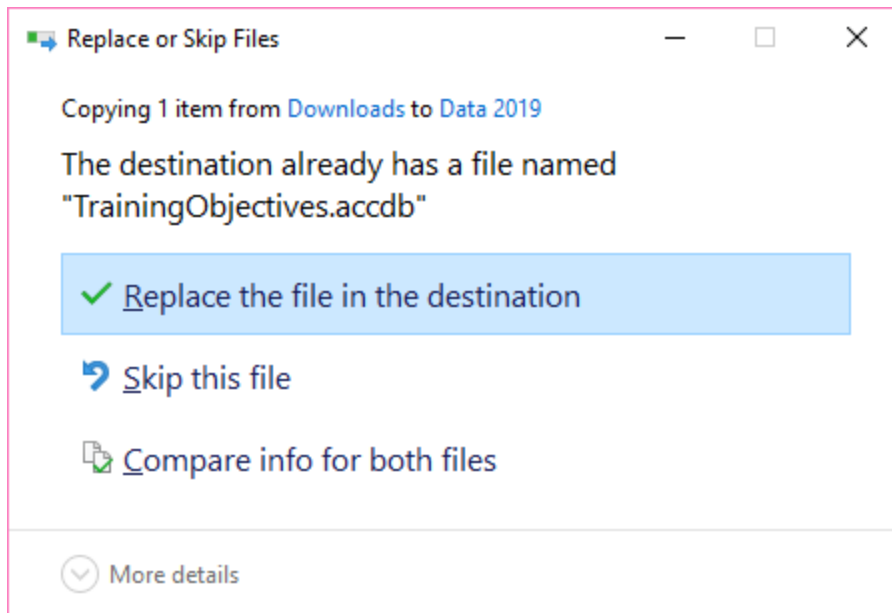 Replace or Skip Files
Copying 1 item from Downloads to Data 2019
The destination already has a file named
"TrainingObjectives.accdb"
Replace the file in the destination
Skip this file
Compare info for both files
More details